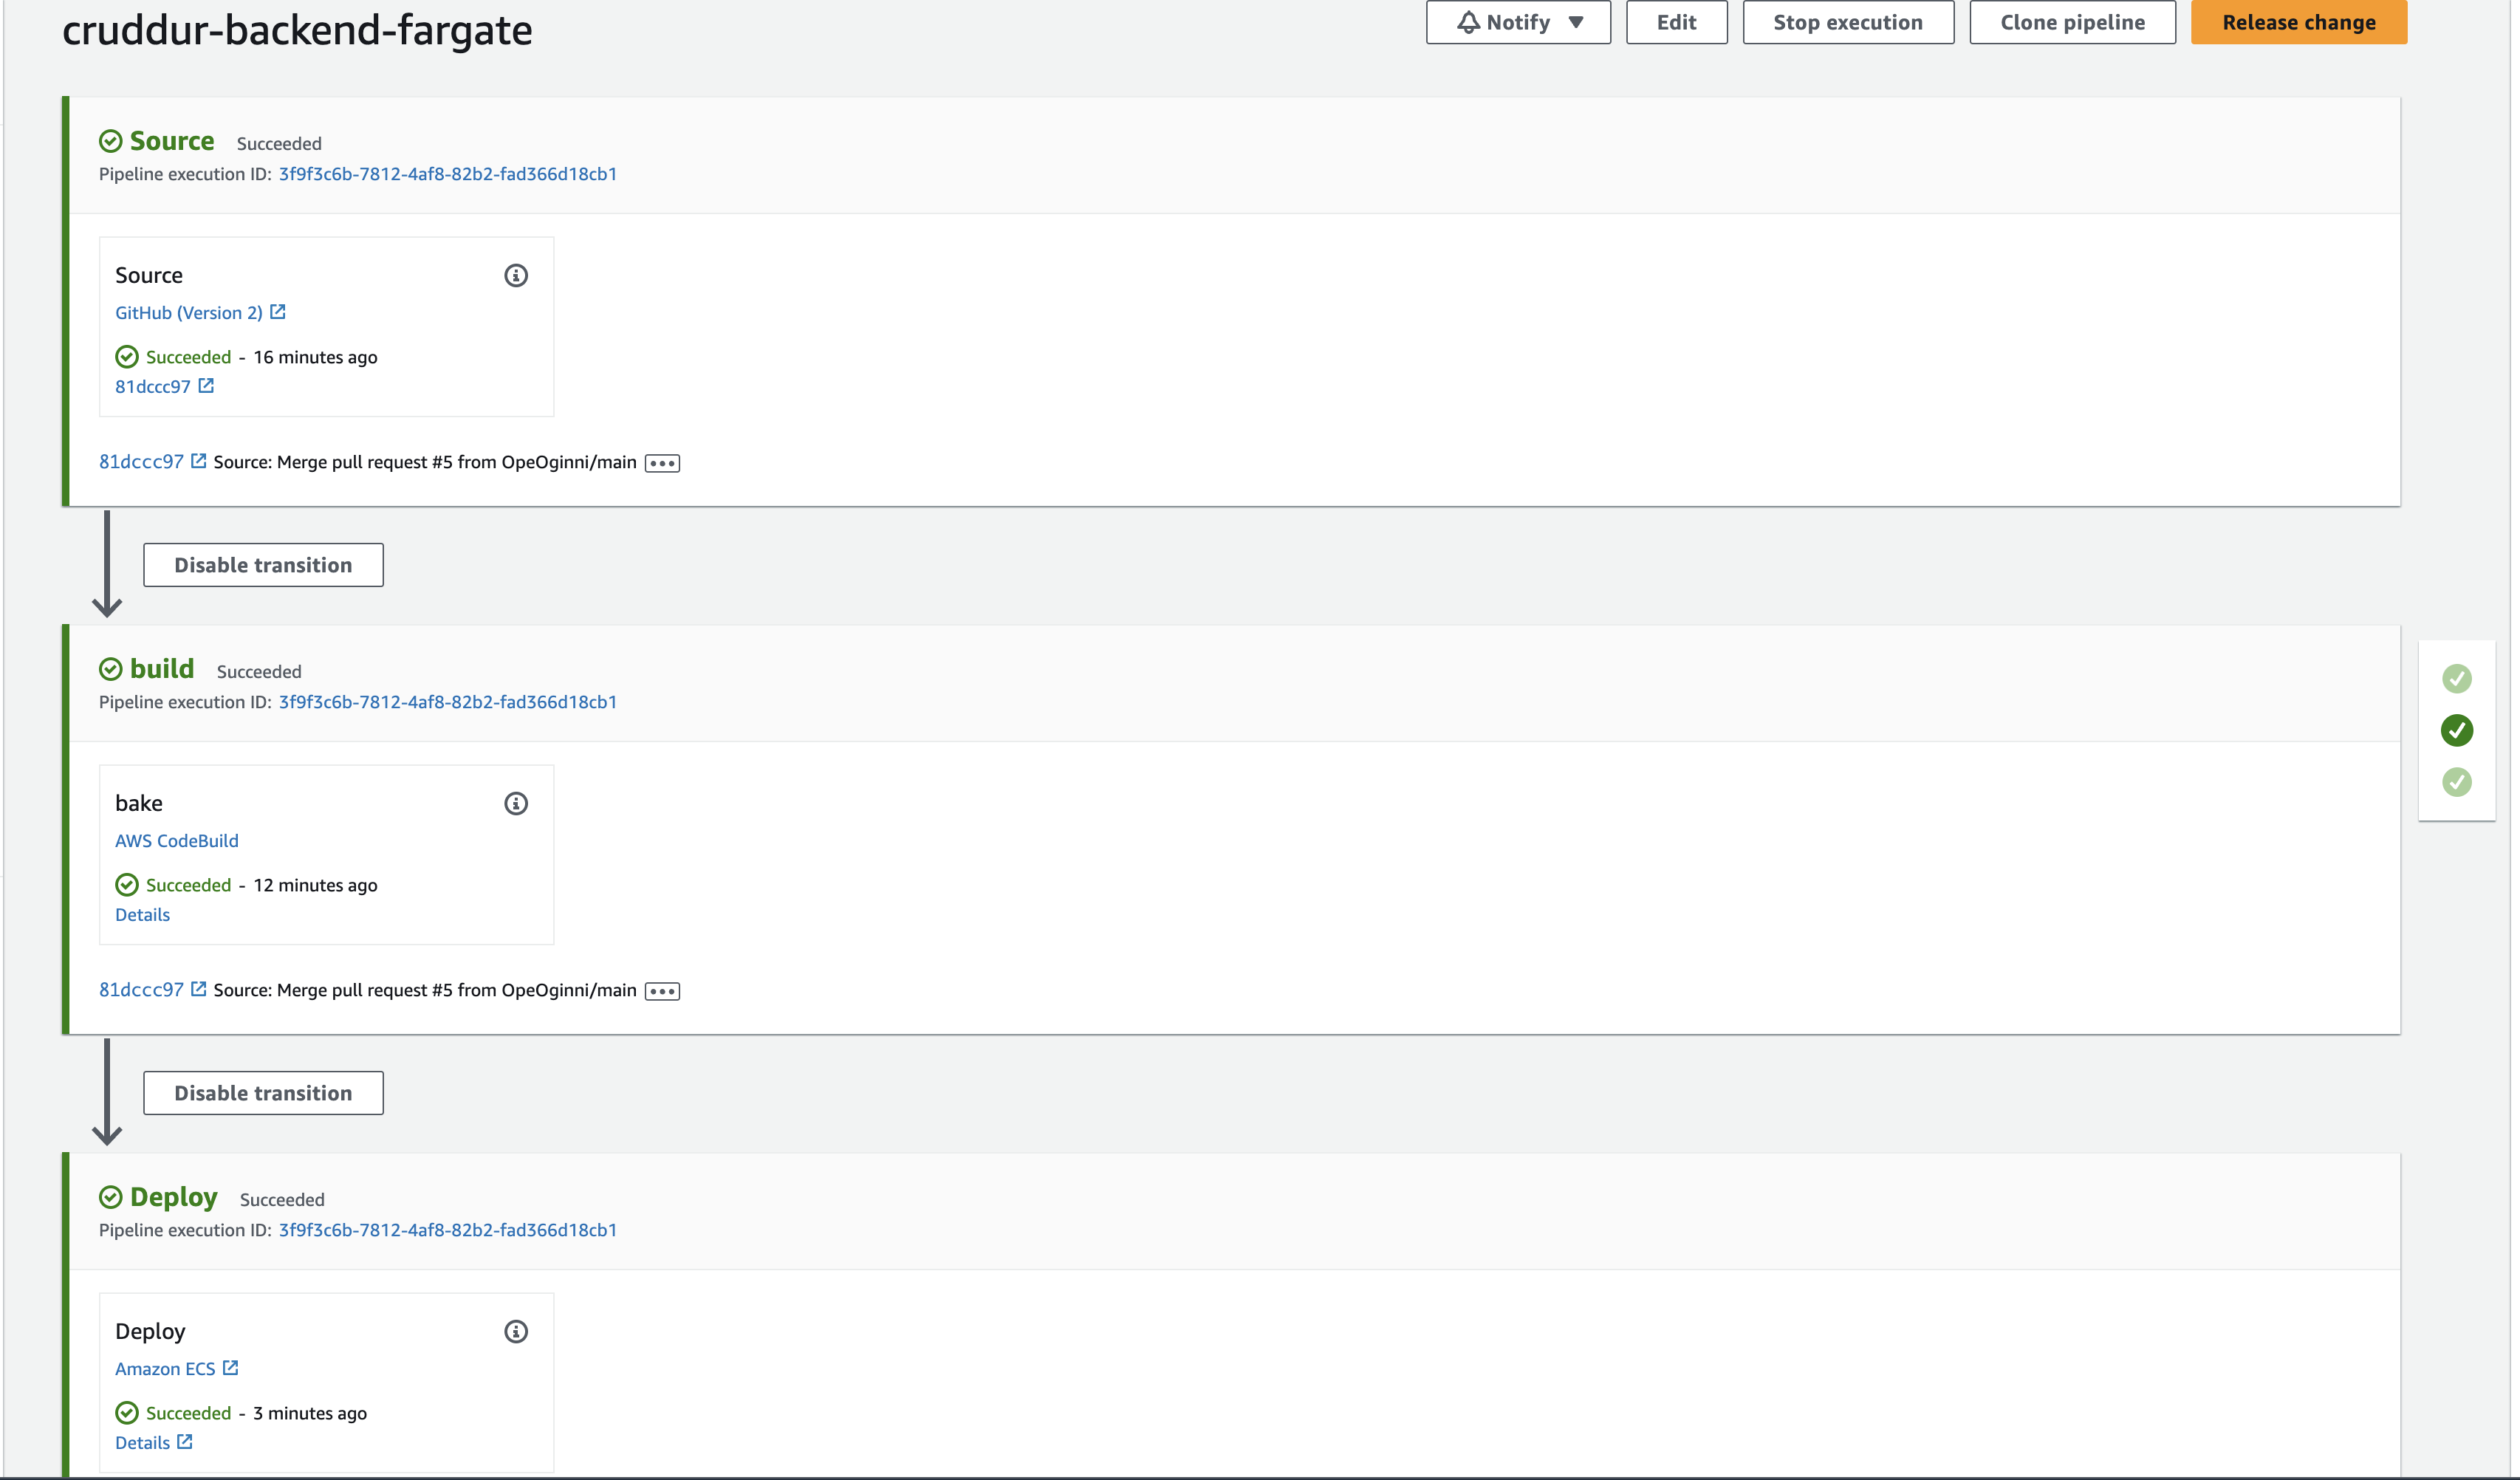 cruddur-backend-fargate
Notify
Edit
Stop execution
Clone pipeline
Release change
Source Succeeded
Pipeline execution ID: 3f9f3c6b-7812-4af8-82b2-fad366d18cb1
Source
GitHub (Version 2)
Succeeded - 16 minutes ago
81dccc97
81dccc97 Source: Merge pull request #5 from OpeOginni/main
Disable transition
build Succeeded
Pipeline execution ID: 3f9f3c6b-7812-4af8-82b2-fad366d18cb1
bake
AWS CodeBuild
Succeeded - 12 minutes ago
Details
81dccc97 Source: Merge pull request #5 from OpeOginni/main
Disable transition
Deploy Succeeded
Pipeline execution ID: 3f9f3c6b-7812-4af8-82b2-fad366d18cb1
Deploy
Amazon ECS
Succeeded - 3 minutes ago
Details